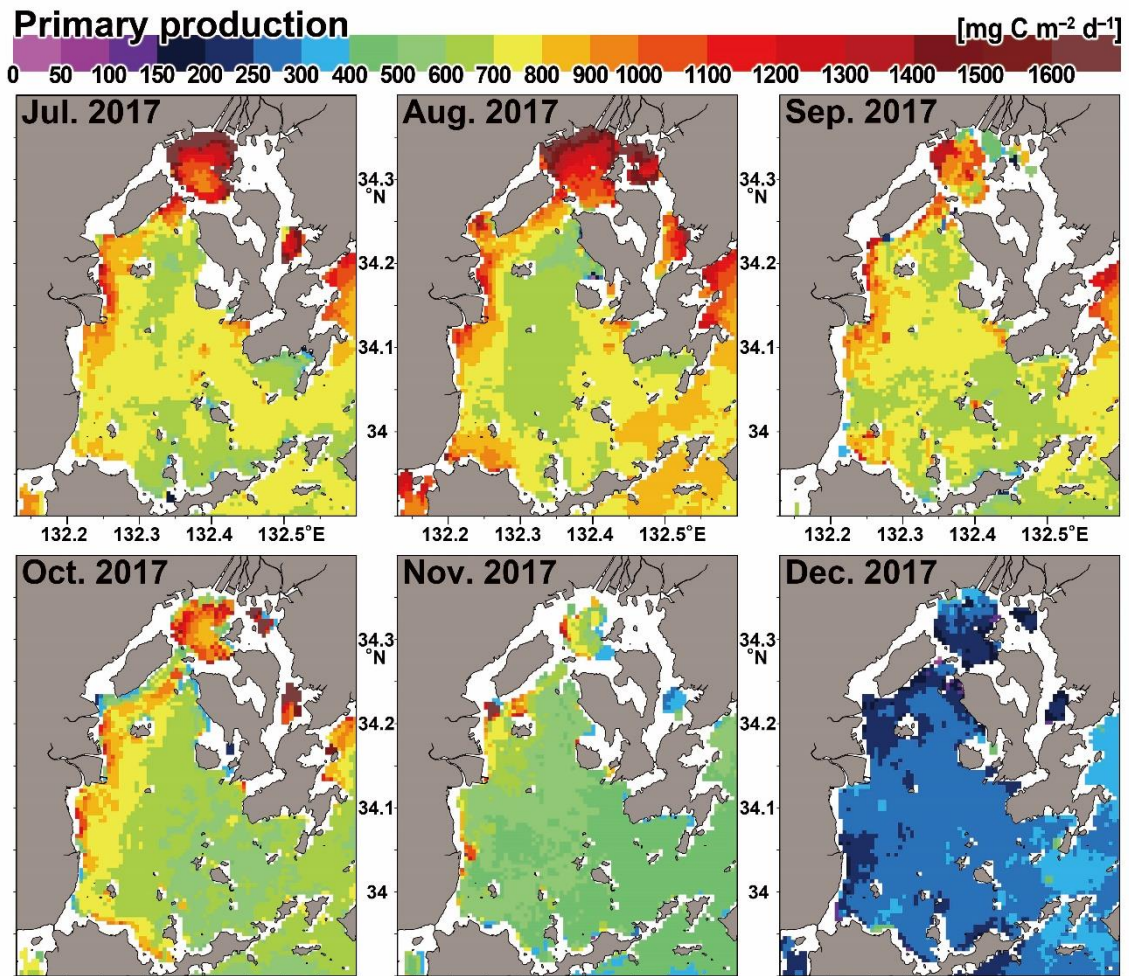 Primary production [mg C m⁻² d⁻¹]
0 50 100 150 200 250 300 400 500 600 700 800 900 1000 1100 1200 1300 1400 1500 1600
Jul. 2017 Aug. 2017 Sep. 2017
34.3 34.3
°N °N
34.2 34.2
34.1 34.1
34 34
132.2 132.3 132.4 132.5°E 132.2 132.3 132.4 132.5°E 132.2 132.3 132.4 132.5°E
Oct. 2017 Nov. 2017 Dec. 2017
34.3 34.3
°N °N
34.2 34.2
34.1 34.1
34 34